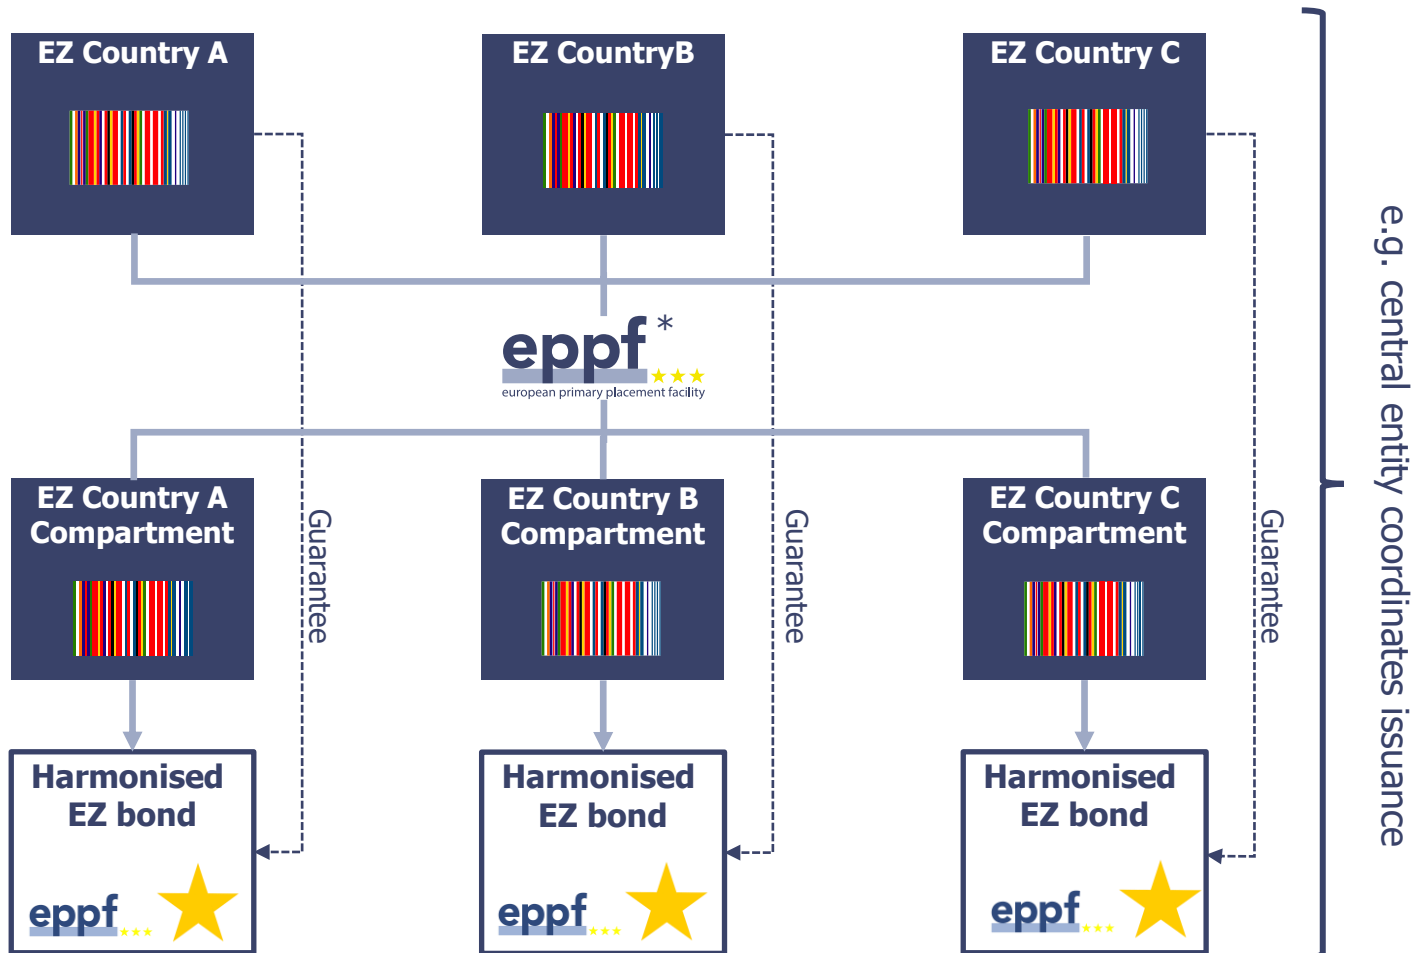 EZ Country A
EZ CountryB
EZ Country C
eppf *
european primary placement facility
EZ Country A
Compartment
EZ Country B
Compartment
EZ Country C
Compartment
Guarantee
Guarantee
Guarantee
Harmonised
EZ bond
eppf
Harmonised
EZ bond
eppf
Harmonised
EZ bond
eppf
e.g. central entity coordinates issuance